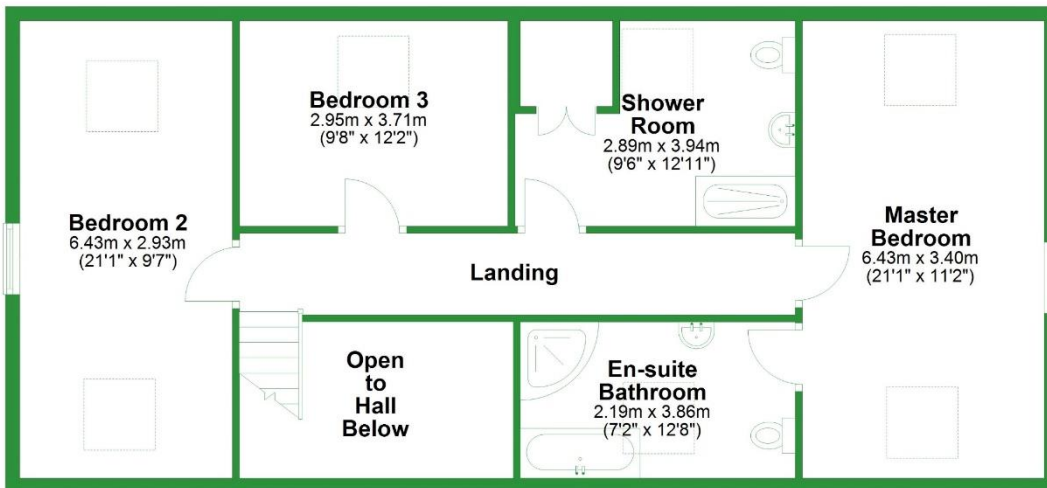 Bedroom 2
6.43m x 2.93m
(21'1" x 9'7")
Bedroom 3
2.95m x 3.71m
(9'8" x 12'2")
Shower
Room
2.89m x 3.94m
(9'6" x 12'11")
Master
Bedroom
6.43m x 3.40m
(21'1" x 11'2")
Landing
Open
to
Hall
Below
En-suite
Bathroom
2.19m x 3.86m
(7'2" x 12'8")